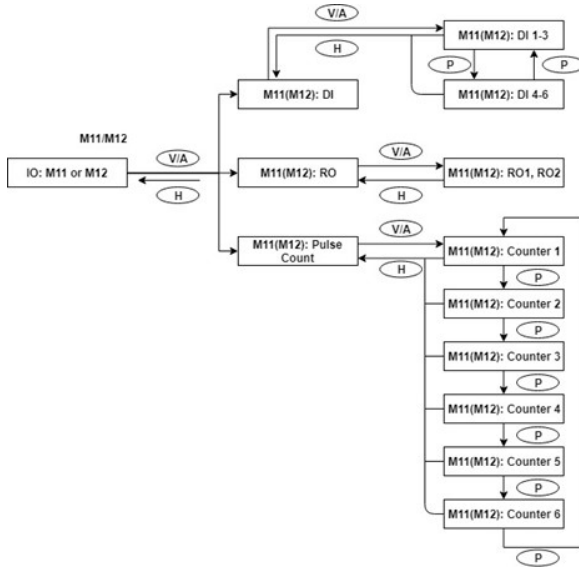 V/A
M11(M12): DI 1-3
H
P
P
M11(M12): DI
M11(M12): DI 4-6
M11/M12
V/A
V/A
IO: M11 or M12
M11(M12): RO
M11(M12): RO1, RO2
H
H
V/A
M11(M12): Pulse
Count
M11(M12): Counter 1
H
P
M11(M12): Counter 2
P
M11(M12): Counter 3
P
M11(M12): Counter 4
P
M11(M12): Counter 5
P
M11(M12): Counter 6
P